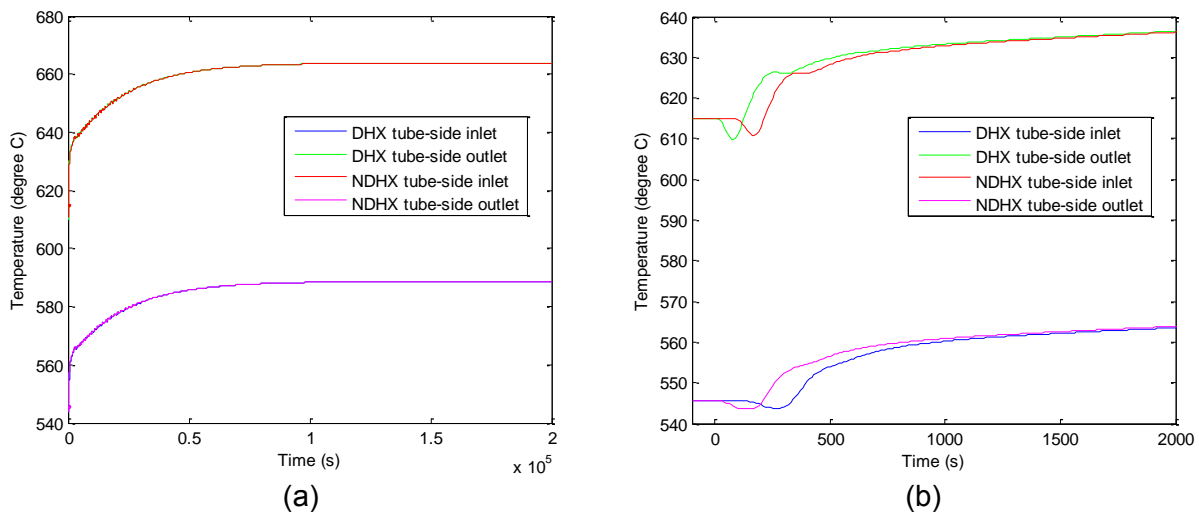 680
660
640
620
600
580
560
540
Temperature (degree C)
DHX tube-side inlet
DHX tube-side outlet
NDHX tube-side inlet
NDHX tube-side outlet
0
0.5
1
1.5
2
x 10^5
Time (s)
(a)
640
630
620
610
600
590
580
570
560
550
540
Temperature (degree C)
DHX tube-side inlet
DHX tube-side outlet
NDHX tube-side inlet
NDHX tube-side outlet
0
500
1000
1500
2000
Time (s)
(b)